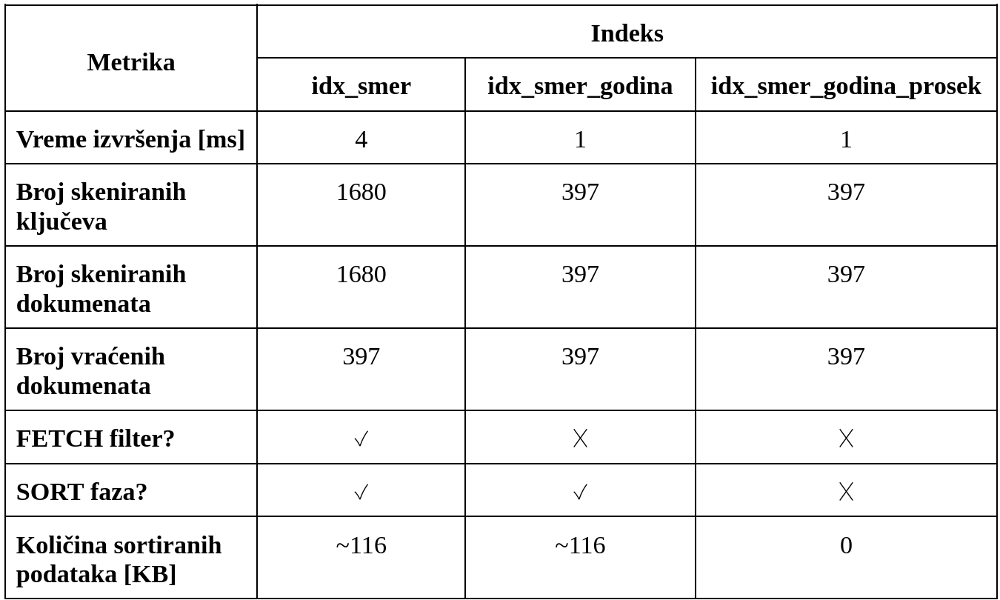 Metrika
Indeks
idx_smer
idx_smer_godina
idx_smer_godina_prosek
Vreme izvršenja [ms]
4
1
1
Broj skeniranih
ključeva
1680
397
397
Broj skeniranih
dokumenata
1680
397
397
Broj vraćenih
dokumenata
397
397
397
FETCH filter?
✓
╳
╳
SORT faza?
✓
✓
╳
Količina sortiranih
podataka [KB]
~116
~116
0